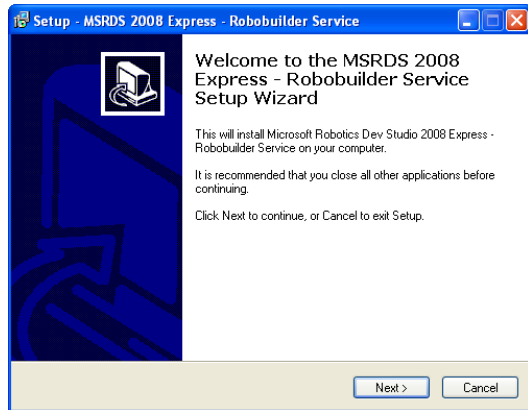 Setup - MSRDS 2008 Express - Robobuilder Service
Welcome to the MSRDS 2008
Express - Robobuilder Service
Setup Wizard
This will install Microsoft Robotics Dev Studio 2008 Express -
Robobuilder Service on your computer.
It is recommended that you close all other applications before
continuing.
Click Next to continue, or Cancel to exit Setup.
Next >
Cancel